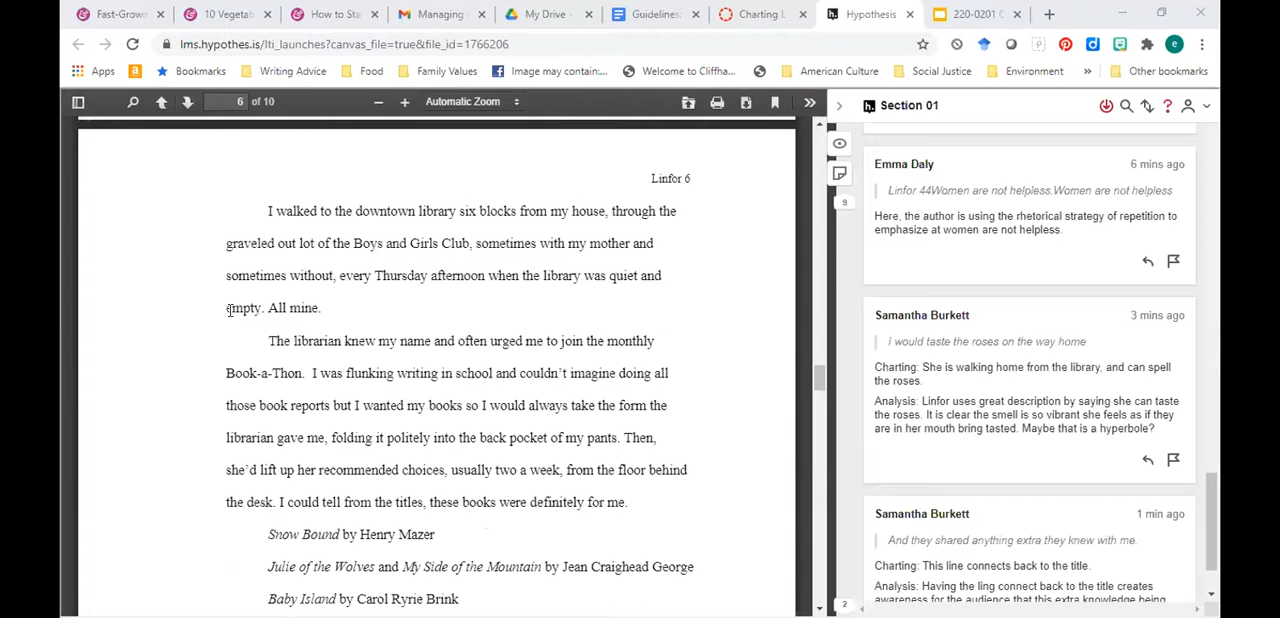 Fast-Grow
10 Vegetab
How to Sta
Managing
My Drive -
Guidelines:
Charting L
Hypothesis
220-0201 C
lms.hypothes.is/lti_launches?canvas_file=true&file_id=1766206
e
Apps
Bookmarks
Writing Advice
Food
Family Values
Image may contain:...
Welcome to Cliffha...
American Culture
Social Justice
Environment
»
Other bookmarks
6 of 10
Automatic Zoom
Section 01
Linfor 6
I walked to the downtown library six blocks from my house, through the
graveled out lot of the Boys and Girls Club, sometimes with my mother and
sometimes without, every Thursday afternoon when the library was quiet and
empty. All mine.
The librarian knew my name and often urged me to join the monthly
Book-a-Thon. I was flunking writing in school and couldn't imagine doing all
those book reports but I wanted my books so I would always take the form the
librarian gave me, folding it politely into the back pocket of my pants. Then,
she'd lift up her recommended choices, usually two a week, from the floor behind
the desk. I could tell from the titles, these books were definitely for me.
Snow Bound by Henry Mazer
Julie of the Wolves and My Side of the Mountain by Jean Craighead George
Baby Island by Carol Ryrie Brink
9
2
Emma Daly 6 mins ago
Linfor 44Women are not helpless.Women are not helpless
Here, the author is using the rhetorical strategy of repetition to
emphasize at women are not helpless.
Samantha Burkett 3 mins ago
I would taste the roses on the way home
Charting: She is walking home from the library, and can spell
the roses.
Analysis: Linfor uses great description by saying she can taste
the roses. It is clear the smell is so vibrant she feels as if they
are in her mouth bring tasted. Maybe that is a hyperbole?
Samantha Burkett 1 min ago
And they shared anything extra they knew with me.
Charting: This line connects back to the title.
Analysis: Having the ling connect back to the title creates
awareness for the audience that this extra knowledge being